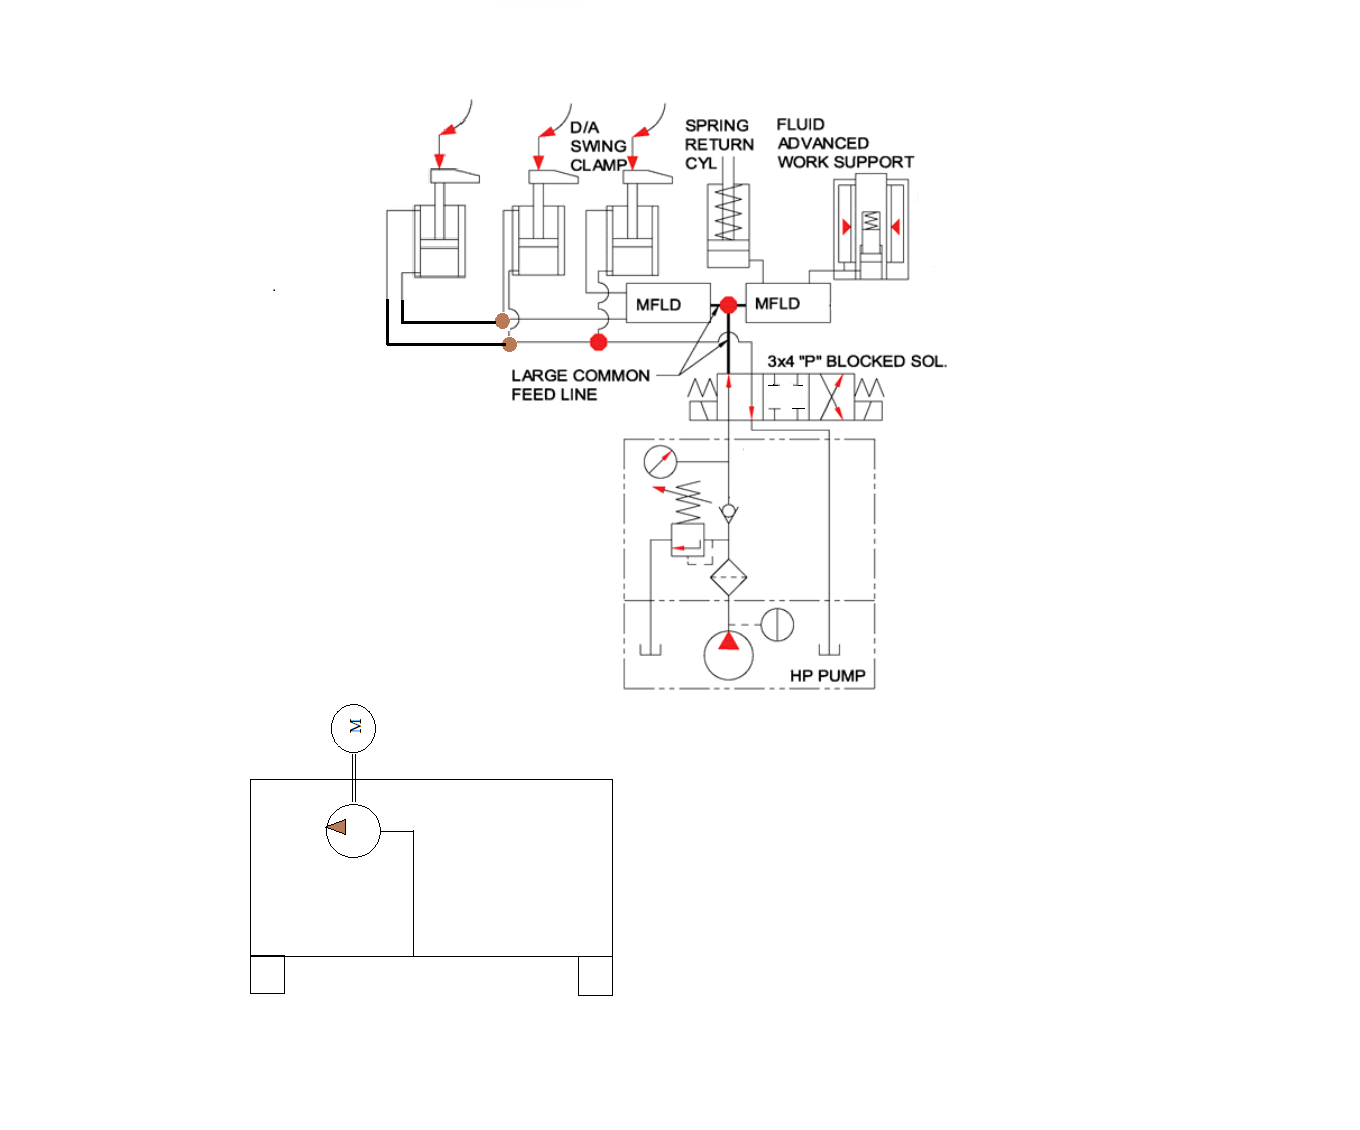 D/A
SWING
CLAMP
SPRING
RETURN
CYL
FLUID
ADVANCED
WORK SUPPORT
MFLD
MFLD
3x4 "P" BLOCKED SOL.
LARGE COMMON
FEED LINE
HP PUMP
M